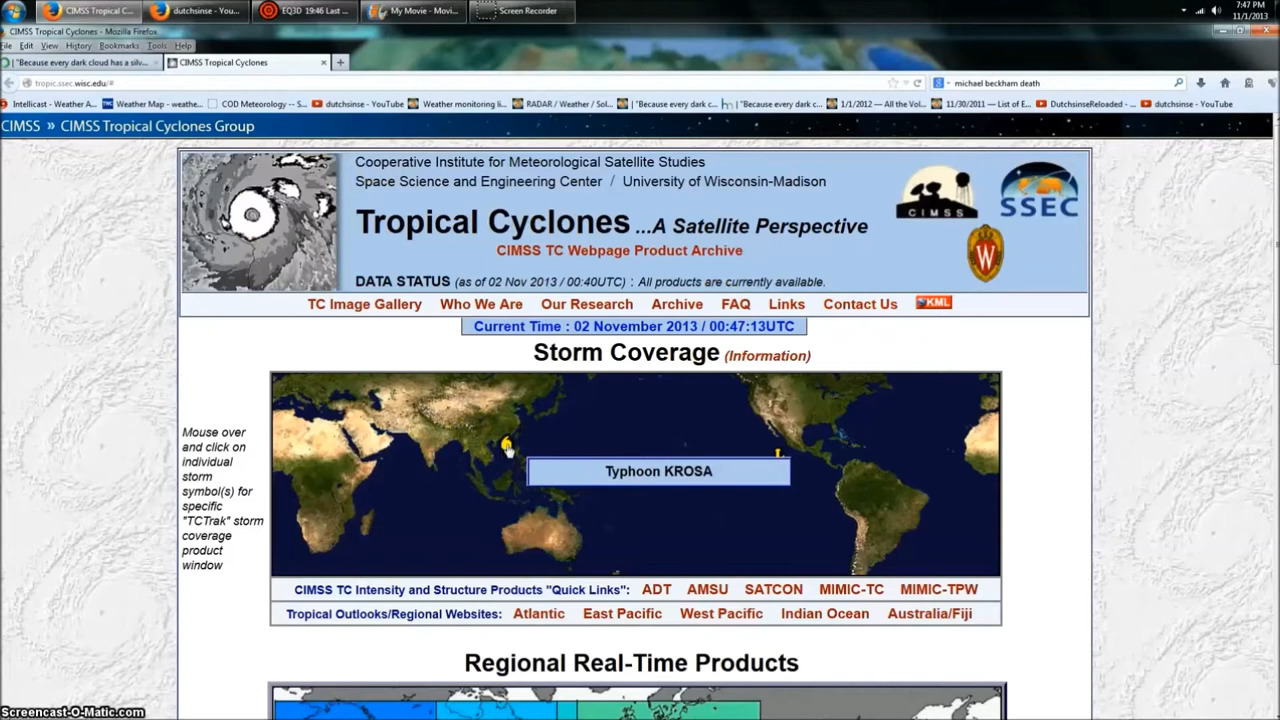 CIMSS Tropical C...
dutchsinse - You...
EQ3D 19:46 Last ...
My Movie - Movi...
Screen Recorder
7:47 PM
11/1/2013
CIMSS Tropical Cyclones - Mozilla Firefox
File Edit View History Bookmarks Tools Help
"Because every dark cloud has a silv...
CIMSS Tropical Cyclones
tropic.ssec.wisc.edu/#
michael beckham death
Intellicast - Weather A...
Weather Map - weathe...
COD Meteorology -- S...
dutchsinse - YouTube
Weather monitoring li...
RADAR / Weather / Sol...
"Because every dark c...
"Because every dark c...
1/1/2012 — All the Vol...
11/30/2011 — List of E...
DutchsinseReloaded - ...
dutchsinse - YouTube
CIMSS » CIMSS Tropical Cyclones Group
Cooperative Institute for Meteorological Satellite Studies
Space Science and Engineering Center / University of Wisconsin-Madison
Tropical Cyclones ...A Satellite Perspective
CIMSS TC Webpage Product Archive
CIMSS
SSEC
W
DATA STATUS (as of 02 Nov 2013 / 00:40UTC) : All products are currently available.
TC Image Gallery Who We Are Our Research Archive FAQ Links Contact Us KML
Current Time : 02 November 2013 / 00:47:13UTC
Storm Coverage (Information)
Mouse over
and click on
individual
storm
symbol(s) for
specific
"TCTrak" storm
coverage
product
window
L
Typhoon KROSA
CIMSS TC Intensity and Structure Products "Quick Links": ADT AMSU SATCON MIMIC-TC MIMIC-TPW
Tropical Outlooks/Regional Websites: Atlantic East Pacific West Pacific Indian Ocean Australia/Fiji
Regional Real-Time Products
Screencast-O-Matic.com